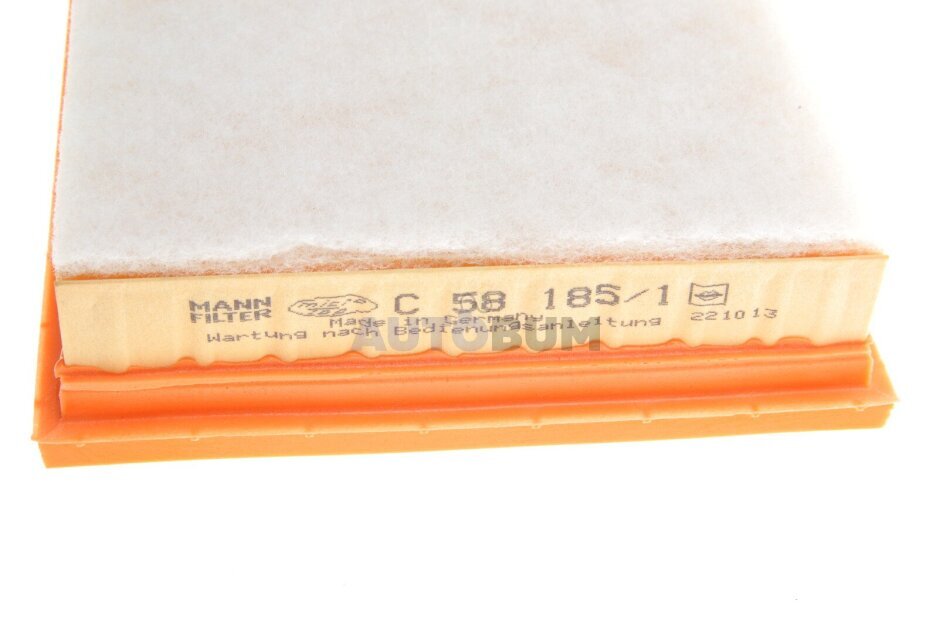 MANN
FILTER
C 58 185/1
Made in Germany
Wartung nach Bedienungsanleitung
221013
AUTOBUM